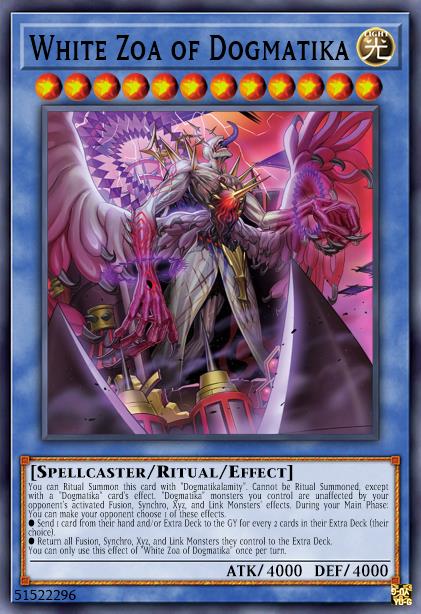 WHITE ZOA OF DOGMATIKA
LIGHT
光
[SPELLCASTER/RITUAL/EFFECT]
You can Ritual Summon this card with "Dogmatikalamity". Cannot be Ritual Summoned, except
with a "Dogmatika" card's effect. "Dogmatika" monsters you control are unaffected by your
opponent's activated Fusion, Synchro, Xyz, and Link Monsters' effects. During your Main Phase:
You can make your opponent choose 1 of these effects.
● Send 1 card from their hand and/or Extra Deck to the GY for every 2 cards in their Extra Deck (their
choice).
● Return all Fusion, Synchro, Xyz, and Link Monsters they control to the Extra Deck.
You can only use this effect of "White Zoa of Dogmatika" once per turn.
ATK/4000 DEF/4000
51522296